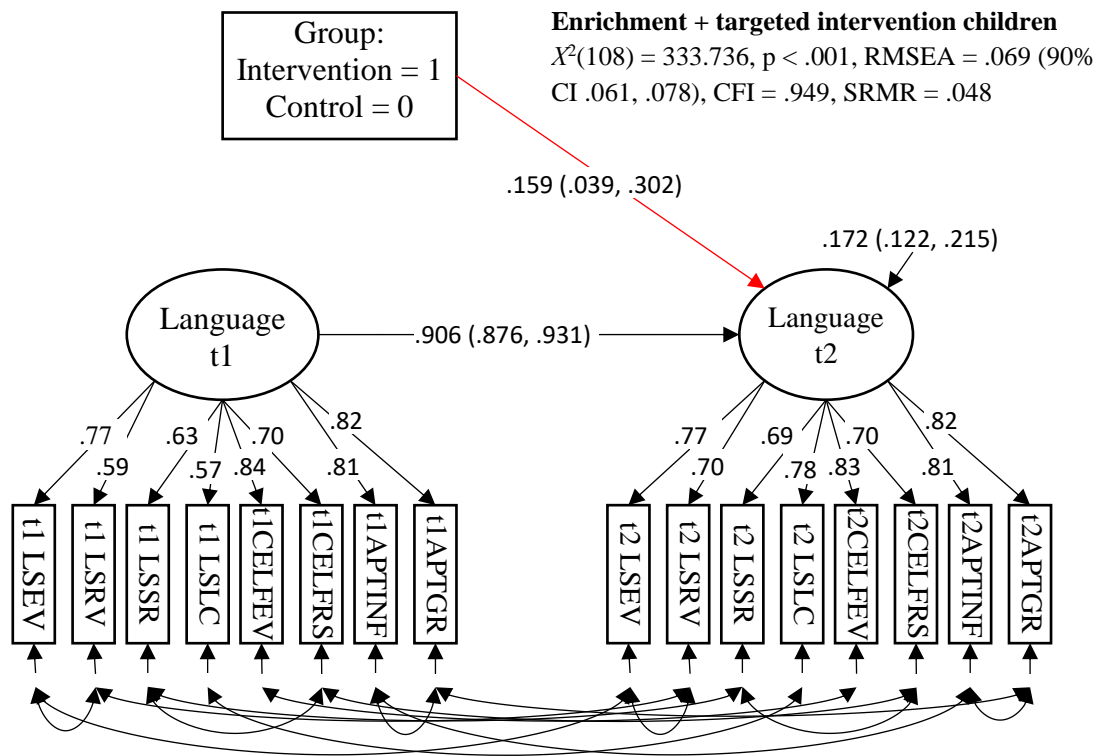 Group:
Intervention = 1
Control = 0
Enrichment + targeted intervention children
X²(108) = 333.736, p < .001, RMSEA = .069 (90%
CI .061, .078), CFI = .949, SRMR = .048
.159 (.039, .302)
.172 (.122, .215)
Language
t1
.906 (.876, .931)
Language
t2
.77
.59
.63
.57
.84
.70
.81
.82
.77
.70
.69
.78
.83
.70
.81
.82
t1 LSEV
t1 LSRV
t1 LSSR
t1 LSLC
t1CELFEV
t1CELFRS
t1APTINF
t1APTGR
t2 LSEV
t2 LSRV
t2 LSSR
t2 LSLC
t2CELFEV
t2CELFRS
t2APTINF
t2APTGR